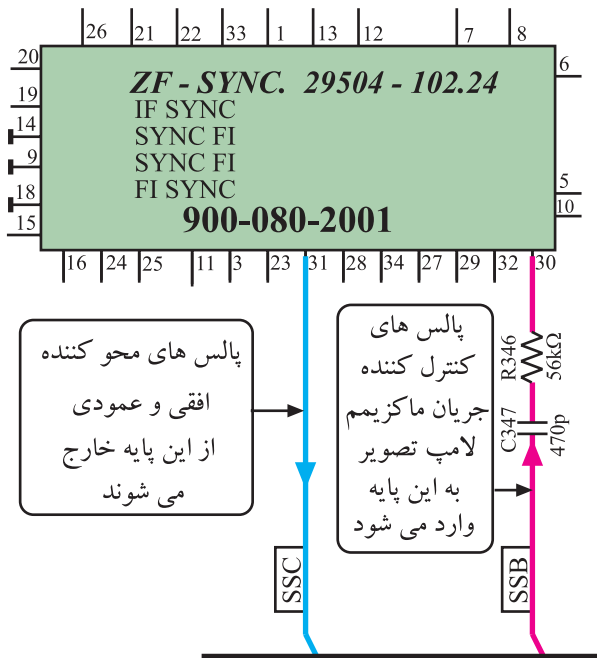 26 21 22 33 1 13 12 7 8
20
19
14
9
18
15
6
5
10
ZF - SYNC. 29504 - 102.24
IF SYNC
SYNC FI
SYNC FI
FI SYNC
900-080-2001
16 24 25 11 3 23 31 28 34 27 29 32 30
پالس های محو کننده
افقی و عمودی
از این پایه خارج
می شوند
پالس های
کنترل کننده
جریان ماکزیمم
لامپ تصویر
به این پایه
وارد می شود
R346
56kΩ
C347
470p
SSC
SSB